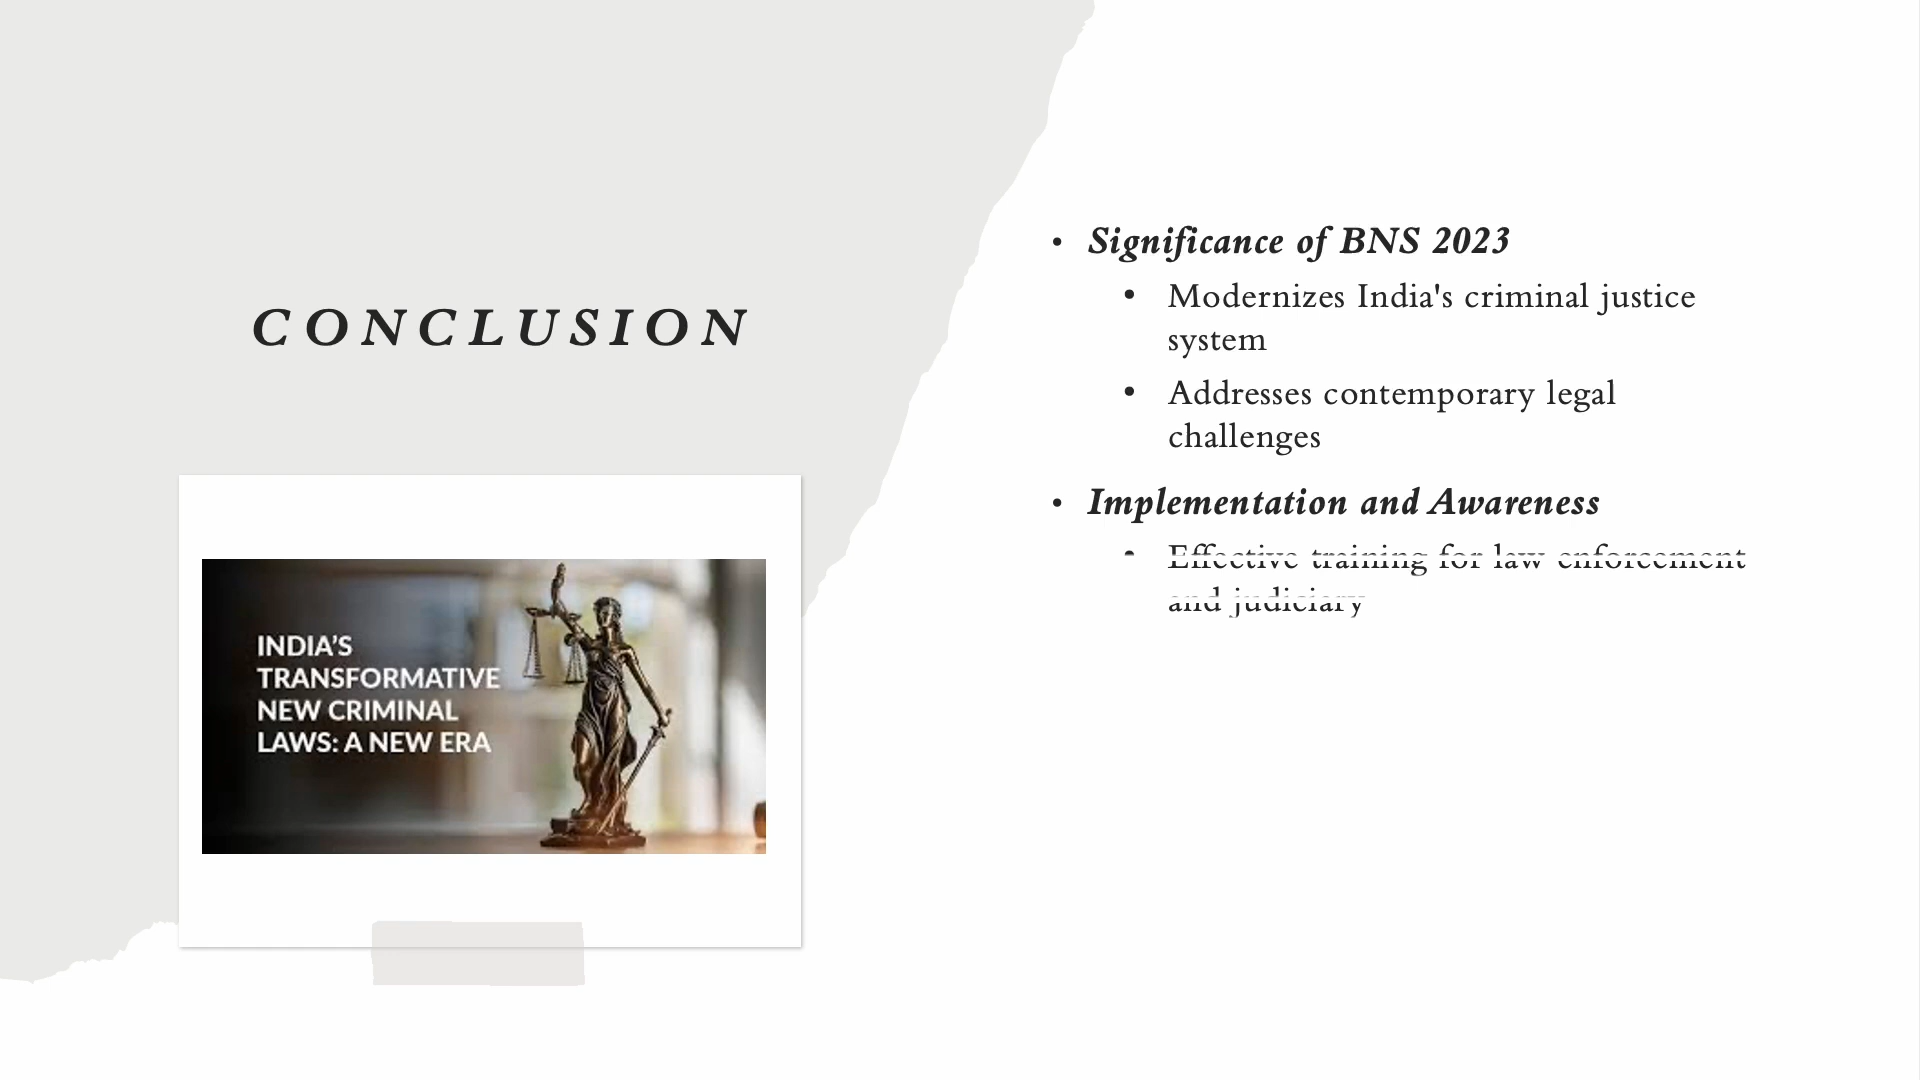 CONCLUSION
INDIA'S
TRANSFORMATIVE
NEW CRIMINAL
LAWS: A NEW ERA
• Significance of BNS 2023
• Modernizes India's criminal justice
system
• Addresses contemporary legal
challenges
• Implementation and Awareness
• Effective training for law enforcement
and judiciary